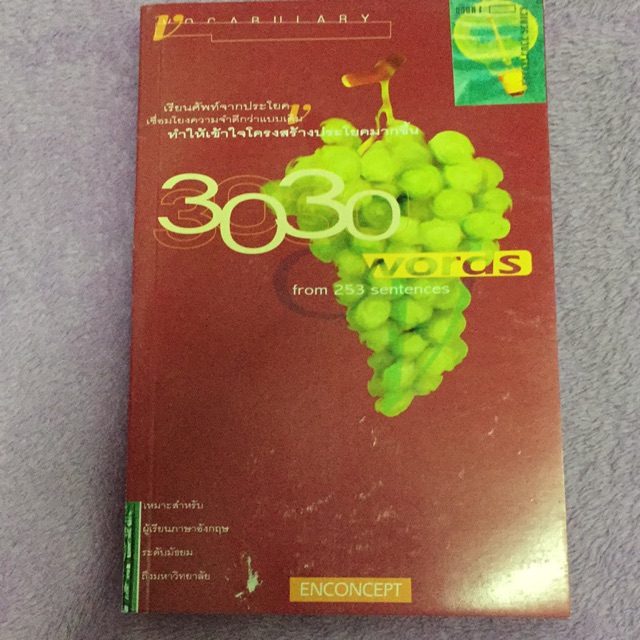 VOCABULARY
เรียนศัพท์จากประโยค
เชื่อมโยงความจำดีกว่าแบบเดิม
ทำให้เข้าใจโครงสร้างประโยคมากขึ้น
3030
words
from 253 sentences
เหมาะสำหรับ
ผู้เรียนภาษาอังกฤษ
ระดับมัธยม
ถึงมหาวิทยาลัย
ENCONCEPT